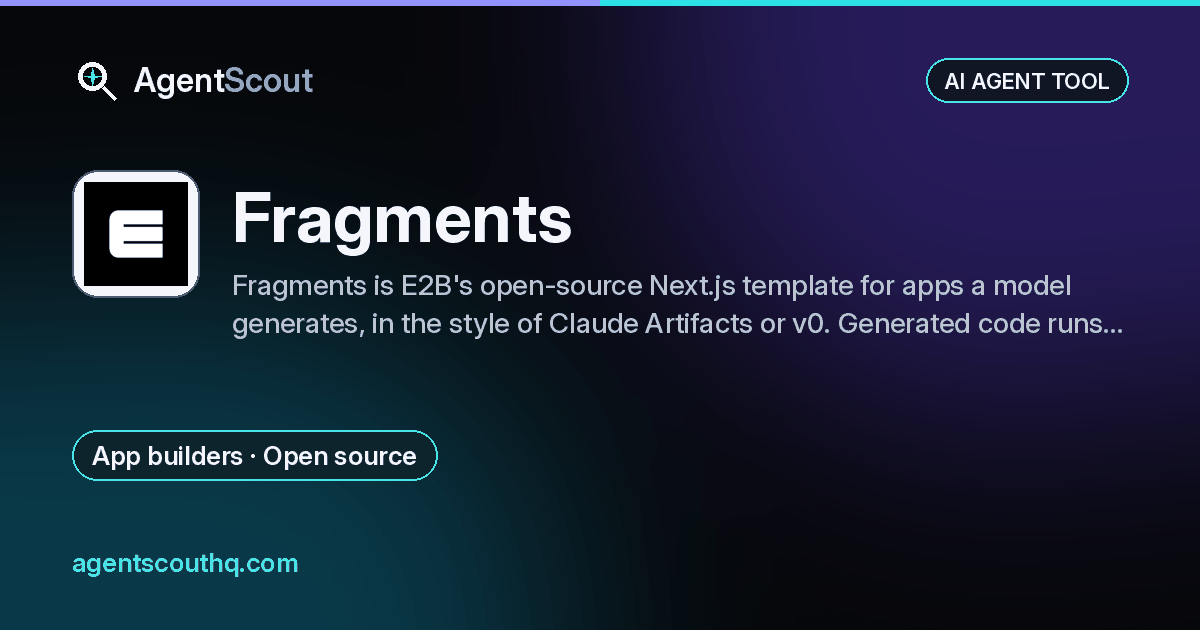 AgentScout
AI AGENT TOOL
Fragments
Fragments is E2B's open-source Next.js template for apps a model
generates, in the style of Claude Artifacts or v0. Generated code runs...
App builders · Open source
agentscouthq.com